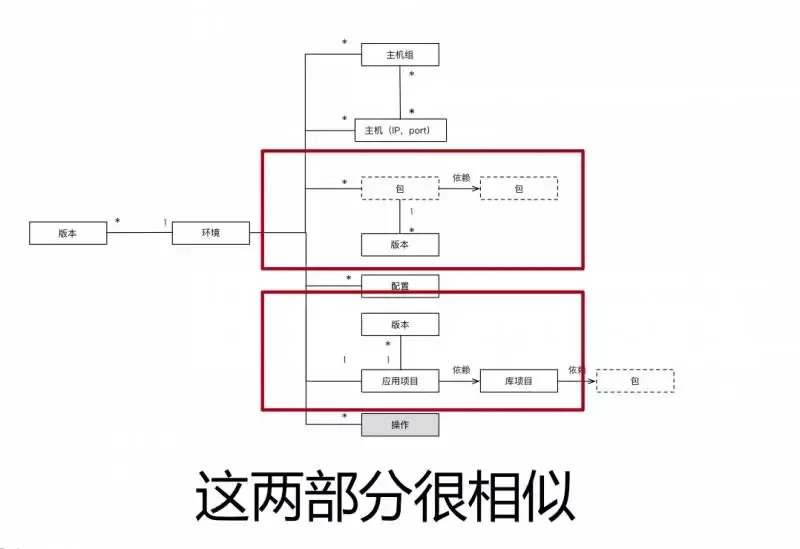 *
主机组
*
*
*
主机（IP，port）
*
包
依赖
包
1
*
版本
版本
*
1
环境
*
配置
版本
*
1
1
应用项目
依赖
库项目
依赖
包
*
操作
这两部分很相似